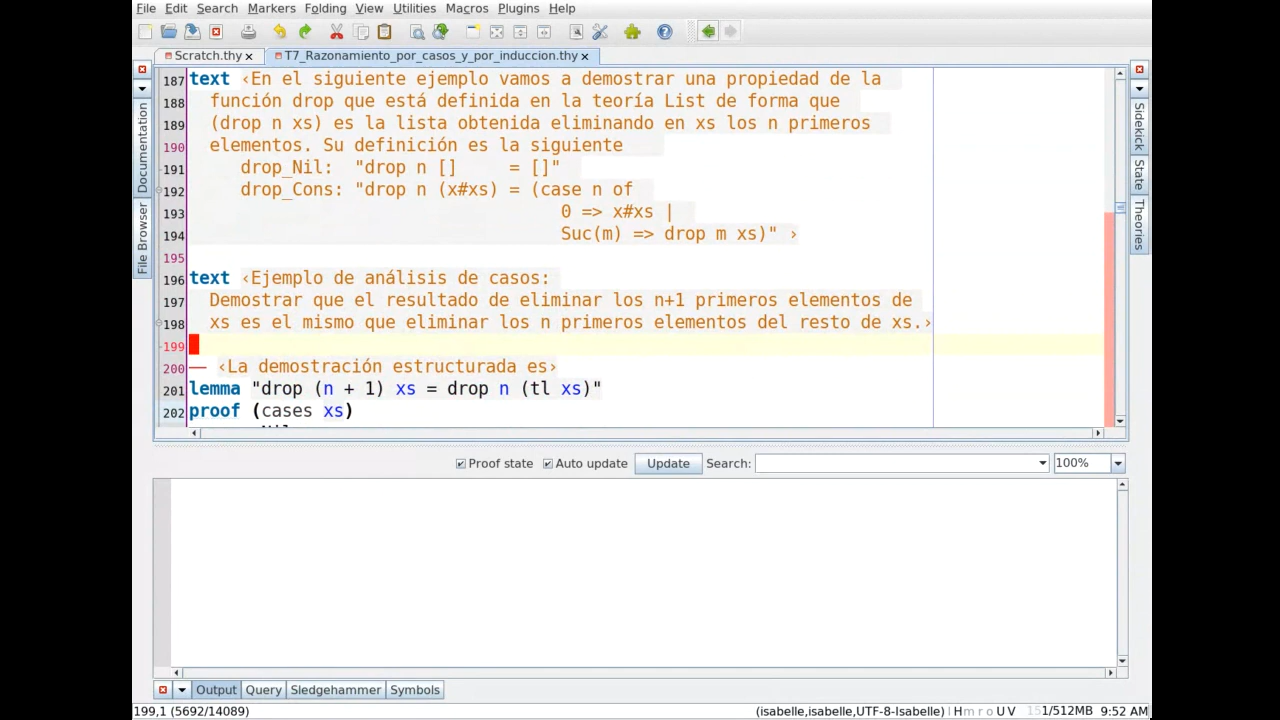 File Edit Search Markers Folding View Utilities Macros Plugins Help
Scratch.thy T7_Razonamiento_por_casos_y_por_induccion.thy
187 text ‹En el siguiente ejemplo vamos a demostrar una propiedad de la
188 función drop que está definida en la teoría List de forma que
189 (drop n xs) es la lista obtenida eliminando en xs los n primeros
190 elementos. Su definición es la siguiente
191 drop_Nil: "drop n [] = []"
192 drop_Cons: "drop n (x#xs) = (case n of
193 0 => x#xs |
194 Suc(m) => drop m xs)" ›
195
196 text ‹Ejemplo de análisis de casos:
197 Demostrar que el resultado de eliminar los n+1 primeros elementos de
198 xs es el mismo que eliminar los n primeros elementos del resto de xs.›
199
200 — ‹La demostración estructurada es›
201 lemma "drop (n + 1) xs = drop n (tl xs)"
202 proof (cases xs)
Documentation
File Browser
Sidekick
State
Theories
Proof state Auto update Update Search: 100%
Output Query Sledgehammer Symbols
199,1 (5692/14089) (isabelle,isabelle,UTF-8-Isabelle) H m r o U V 151/512MB 9:52 AM